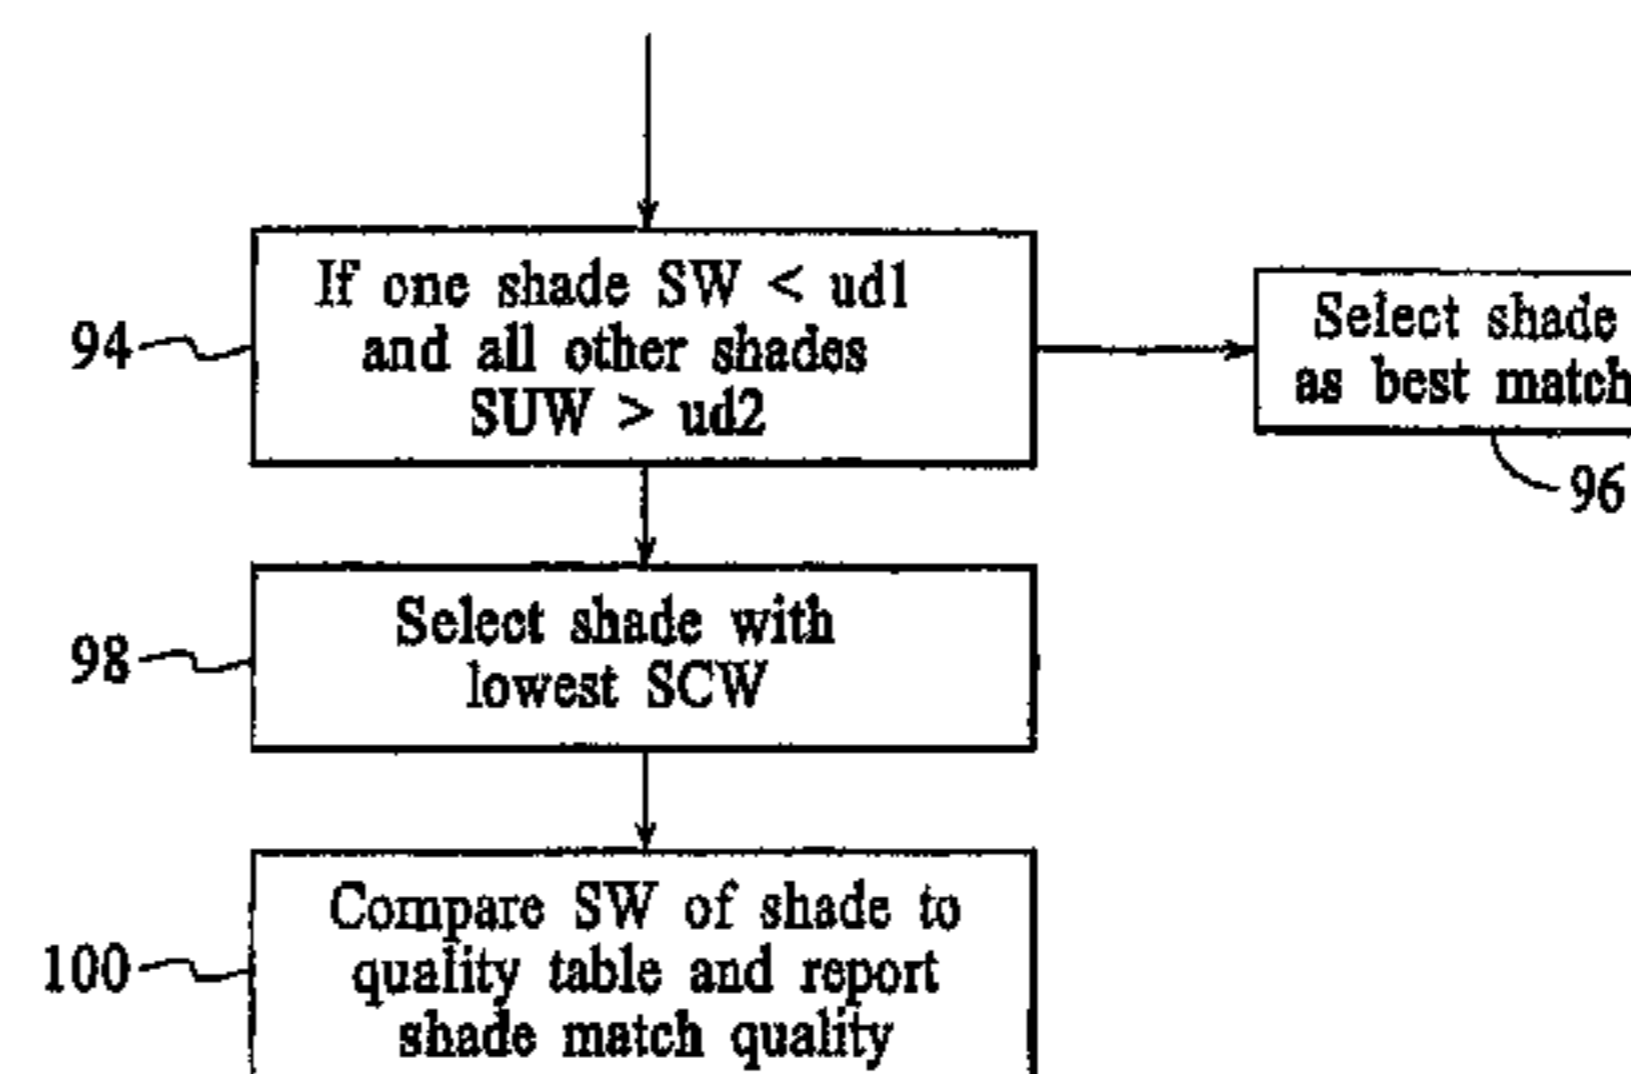 If one shade SW < ud1
and all other shades
SUW > ud2
94
Select shade
as best match
96
Select shade with
lowest SCW
98
Compare SW of shade to
quality table and report
shade match quality
100